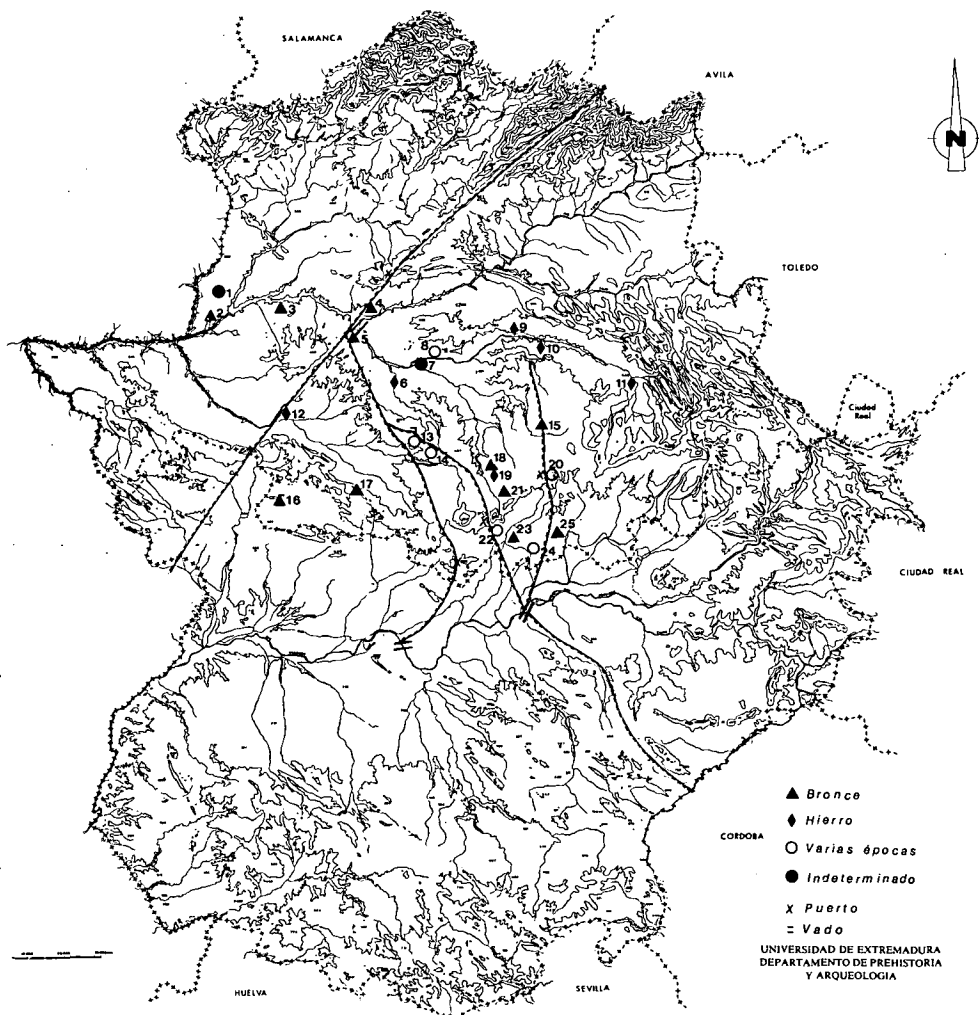 SALAMANCA
AVILA
N
TOLEDO
1
2
3
4
5
8
9
7
10
6
11
Ciudad
Real
12
13
15
18
19
20
17
16
21
22
23
25
24
CIUDAD REAL
Bronce
Hierro
CORDOBA
Varias épocas
Indeterminado
x Puerto
= Vado
UNIVERSIDAD DE EXTREMADURA
DEPARTAMENTO DE PREHISTORIA
Y ARQUEOLOGIA
HUELVA
SEVILLA